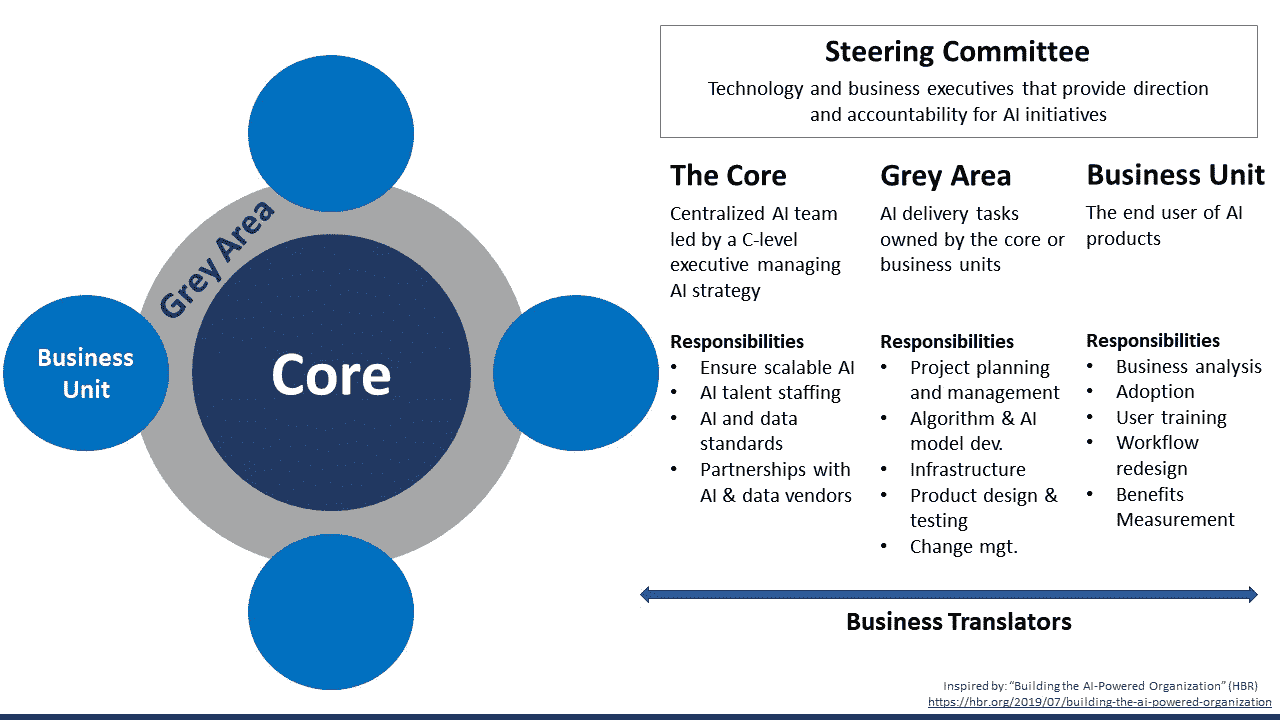 Grey Area
Business
Unit
Core
Steering Committee
Technology and business executives that provide direction
and accountability for AI initiatives
The Core
Centralized AI team
led by a C-level
executive managing
AI strategy
Responsibilities
• Ensure scalable AI
• AI talent staffing
• AI and data
standards
• Partnerships with
AI & data vendors
Grey Area
AI delivery tasks
owned by the core or
business units
Responsibilities
• Project planning
and management
• Algorithm & AI
model dev.
• Infrastructure
• Product design &
testing
• Change mgt.
Business Unit
The end user of AI
products
Responsibilities
• Business analysis
• Adoption
• User training
• Workflow
redesign
• Benefits
Measurement
Business Translators
Inspired by: “Building the AI-Powered Organization” (HBR)
https://hbr.org/2019/07/building-the-ai-powered-organization